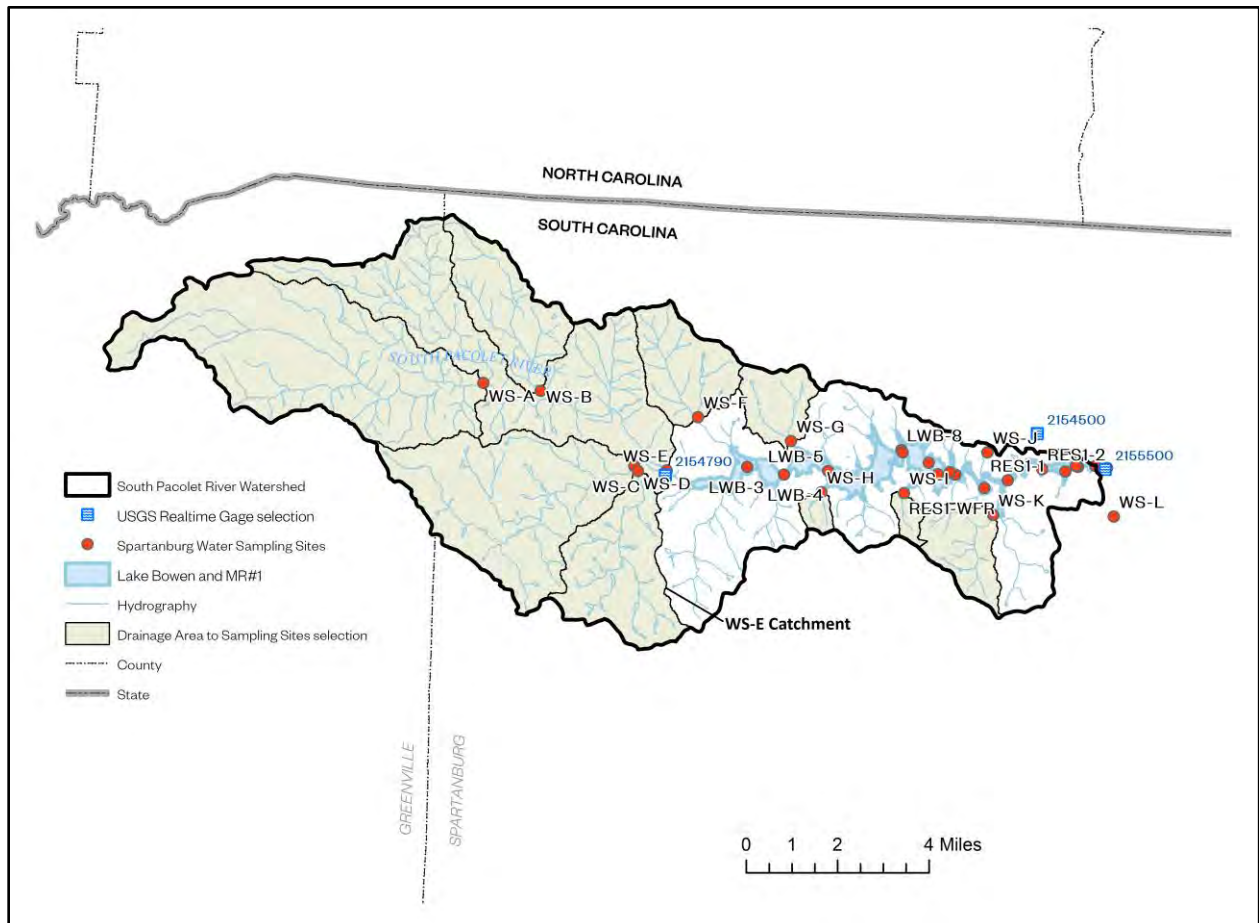 NORTH CAROLINA
SOUTH CAROLINA
SOUTH PACOLET RIVER
WS-A
WS-B
WS-F
WS-G
LWB-8
WS-J
2154500
RES1-1
RES1-2
2155500
WS-E
2154790
LWB-5
WS-C
WS-D
LWB-3
LWB-4
WS-H
WS-I
RES1-WFR
WS-K
WS-L
WS-E Catchment
South Pacolet River Watershed
USGS Realtime Gage selection
Spartanburg Water Sampling Sites
Lake Bowen and MR#1
Hydrography
Drainage Area to Sampling Sites selection
County
State
GREENVILLE
SPARTANBURG
0 1 2 4 Miles